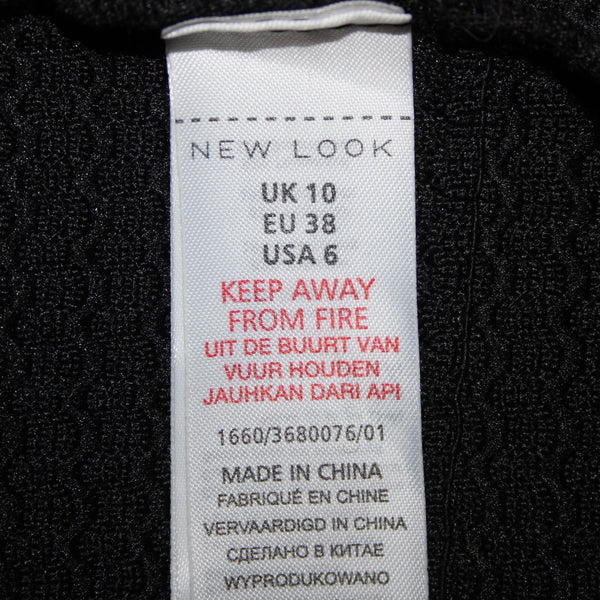 NEW LOOK
UK 10
EU 38
USA 6
KEEP AWAY
FROM FIRE
UIT DE BUURT VAN
VUUR HOUDEN
JAUHKAN DARI API
1660/3680076/01
MADE IN CHINA
FABRIQUÉ EN CHINE
VERVAARDIGD IN CHINA
СДЕЛАНО В КИТАЕ
WYPRODUKOWANO